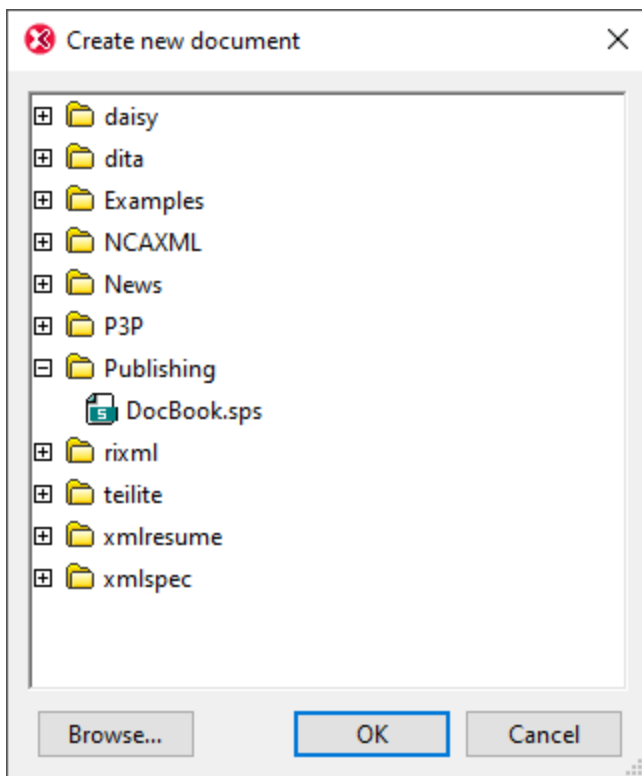 Create new document
daisy
dita
Examples
NCAXML
News
P3P
Publishing
DocBook.sps
rixml
teilite
xmlresume
xmlspec
Browse... OK Cancel